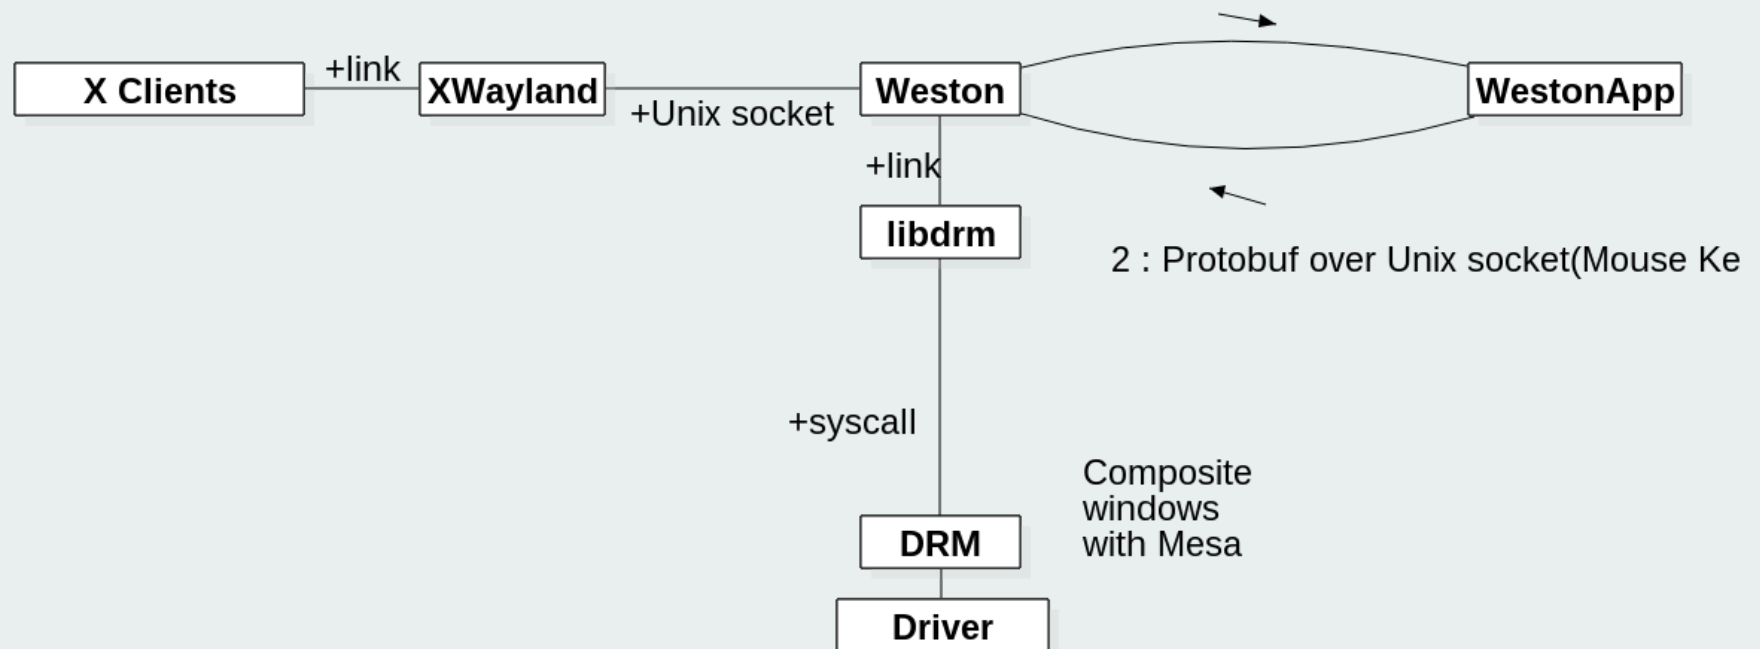 X Clients
+link
XWayland
+Unix socket
Weston
WestonApp
+link
libdrm
2 : Protobuf over Unix socket(Mouse Ke
+syscall
Composite
windows
with Mesa
DRM
Driver